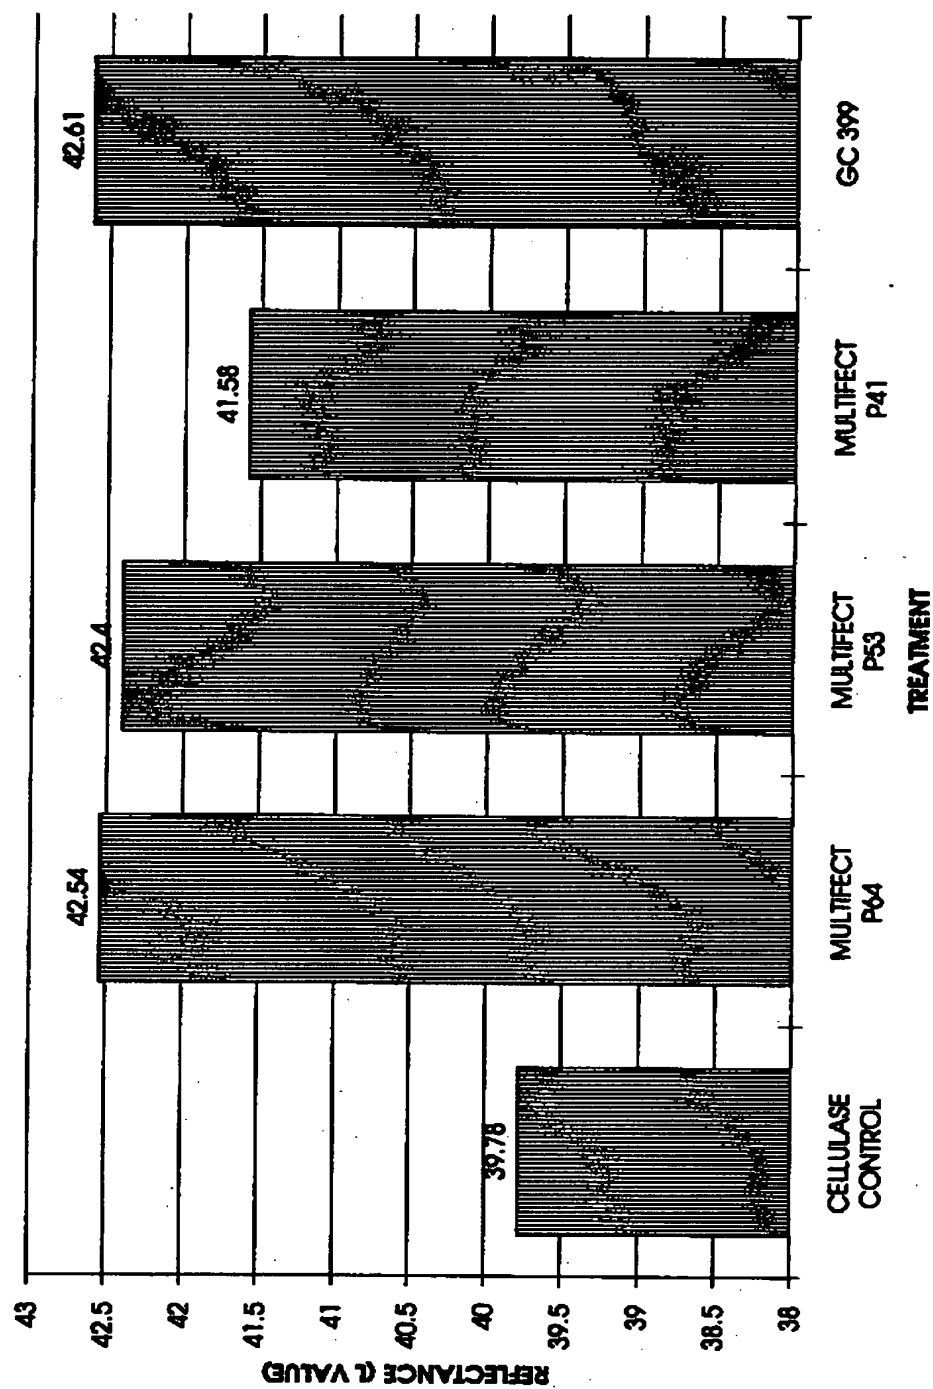 REFLECTANCE (L VALUE)
43
42.5
42
41.5
41
40.5
40
39.5
39
38.5
38
39.78
42.54
42.4
41.58
42.61
CELLULASE
CONTROL
MULTIFECT
P64
MULTIFECT
P53
MULTIFECT
P41
GC 399
TREATMENT